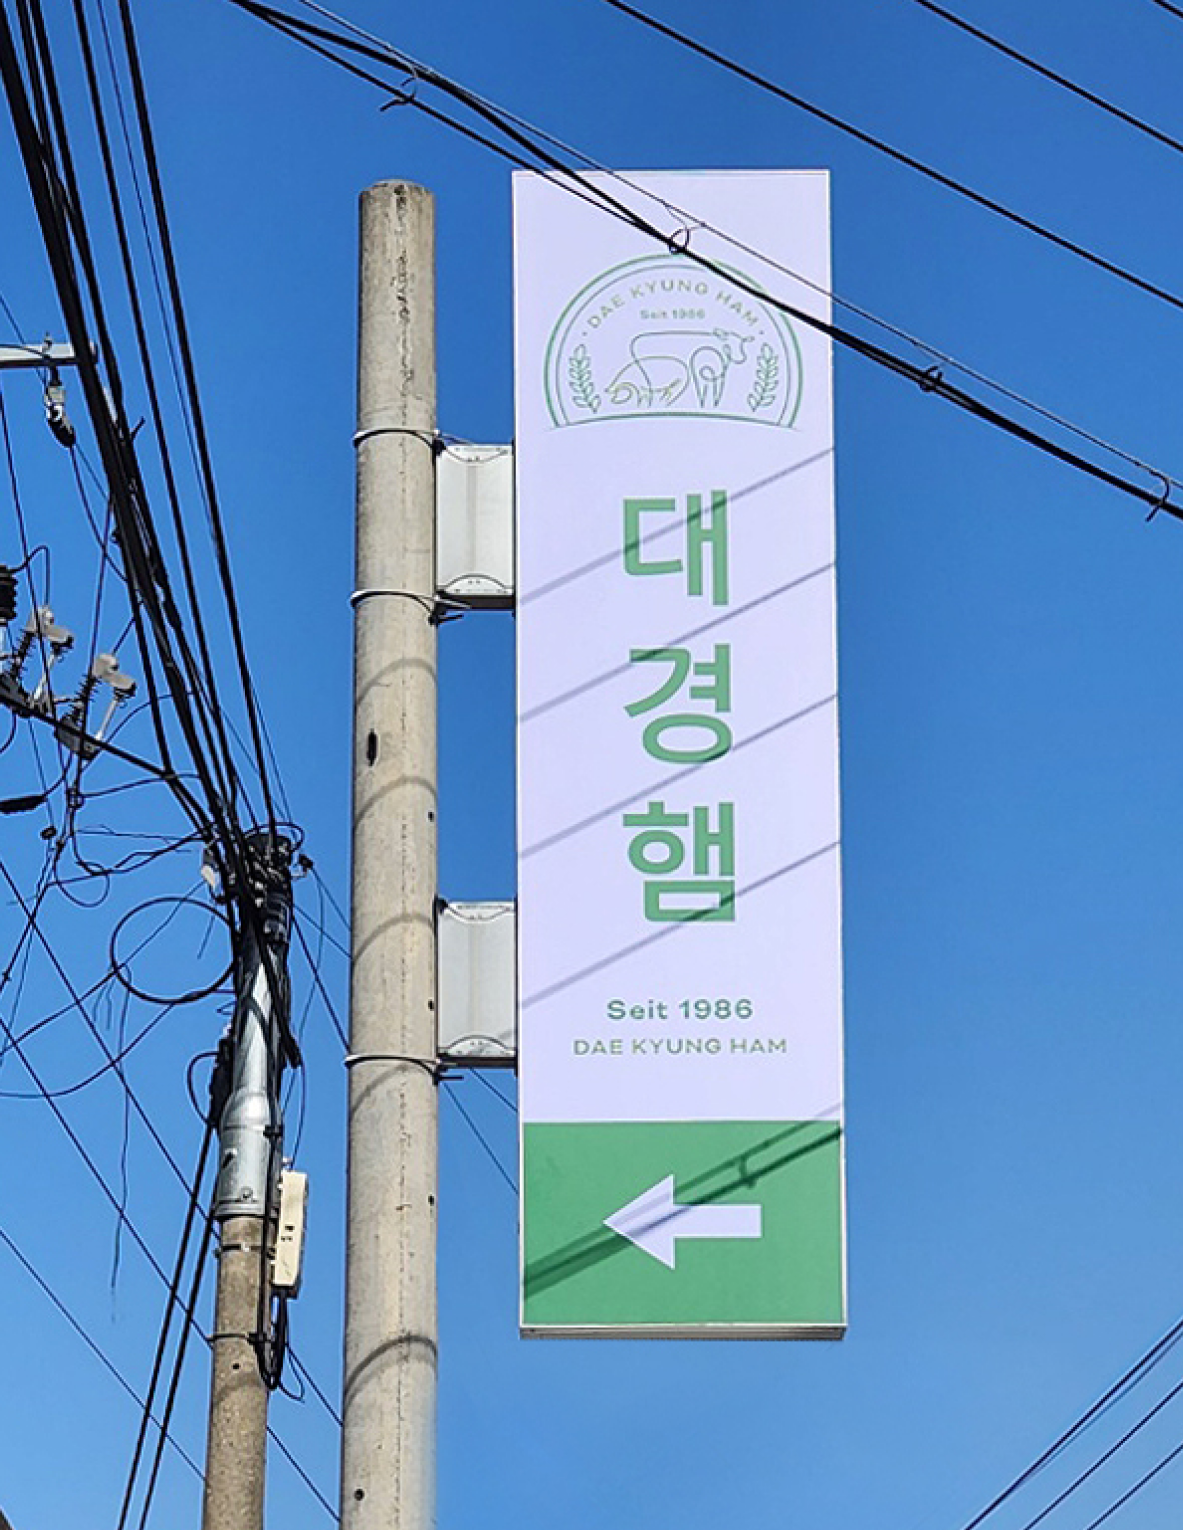 DAE KYUNG HAM
Seit 1986
대
경
햄
Seit 1986
DAE KYUNG HAM